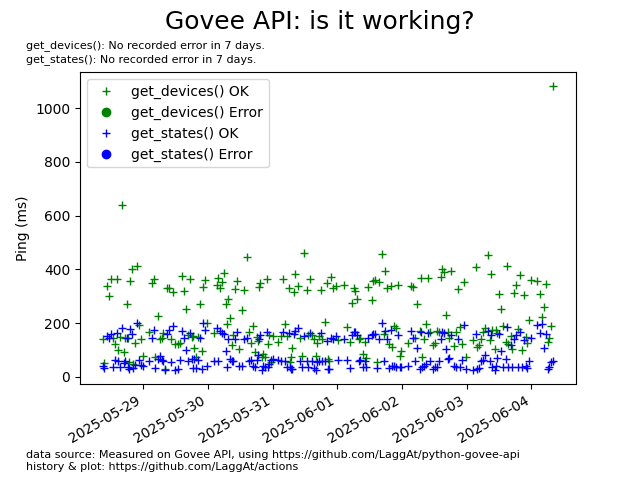 Govee API: is it working?
get_devices(): No recorded error in 7 days.
get_states(): No recorded error in 7 days.
get_devices() OK
get_devices() Error
get_states() OK
get_states() Error
Ping (ms)
1000
800
600
400
200
0
2025-05-29
2025-05-30
2025-05-31
2025-06-01
2025-06-02
2025-06-03
2025-06-04
data source: Measured on Govee API, using https://github.com/LaggAt/python-govee-api
history & plot: https://github.com/LaggAt/actions